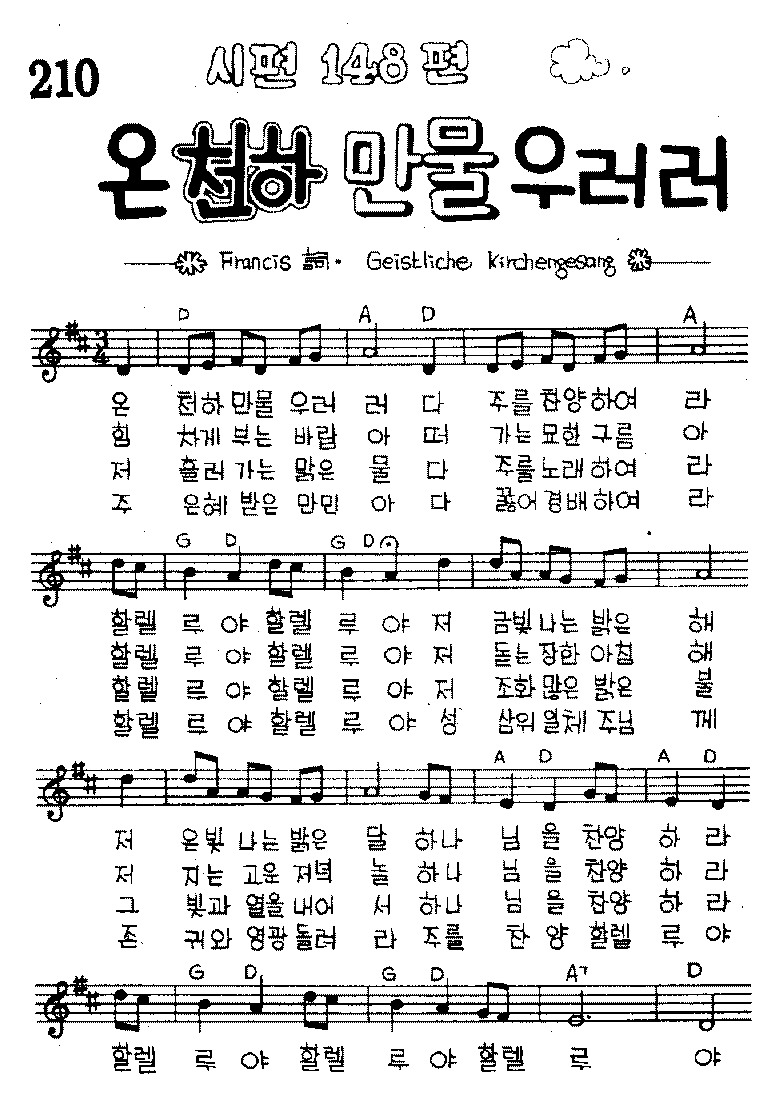 210 시편 148 편
온 천하 만물 우러러
Francis 詞. Geistliche Kirchengesang
D A D A
3
4
온 천하 만물 우러 러 다 주를 찬양 하여 라
힘 차게 부는 바람 아 떠 가는 묘한 구름 아
저 흘러 가는 맑은 물 다 주를 노래 하여 라
주 은혜 받은 만민 아 다 꿇어 경배 하여 라
G D G D
할렐 루 야 할렐 루 야 저 금빛 나는 밝은 해
할렐 루 야 할렐 루 야 저 돋는 장한 아침 해
할렐 루 야 할렐 루 야 저 조화 많은 밝은 불
할렐 루 야 할렐 루 야 성 삼위 일체 주님 께
A D A D
저 은빛 나는 밝은 달 하나 님 을 찬양 하 라
저 지는 고운 저녁 놀 하나 님 을 찬양 하 라
그 빛과 열을 내어 서 하나 님 을 찬양 하 라
존 귀와 영광 돌려 라 주를 찬 양 할렐 루 야
G D G D A7 D
할렐 루 야 할렐 루 야 할렐 루 야